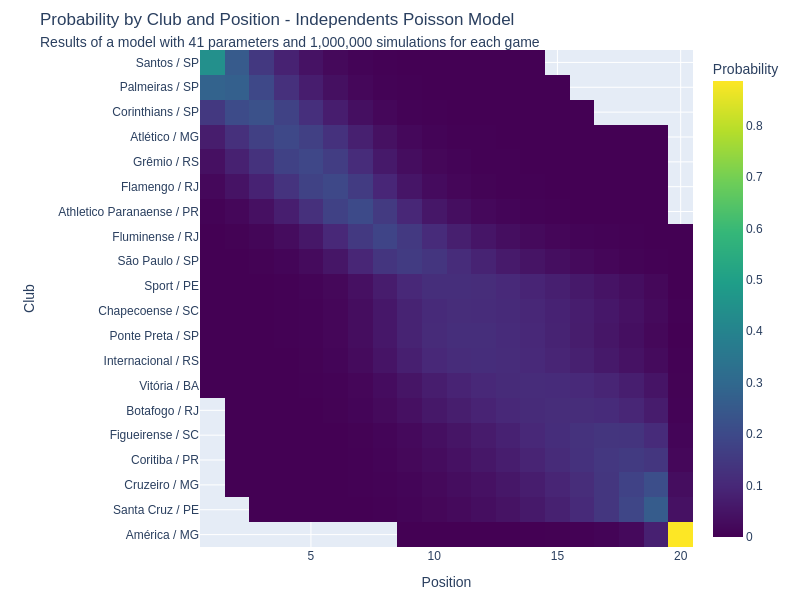 Probability by Club and Position - Independents Poisson Model
Results of a model with 41 parameters and 1,000,000 simulations for each game
Probability
Santos / SP
Palmeiras / SP
Corinthians / SP
Atlético / MG
Grêmio / RS
Flamengo / RJ
Athletico Paranaense / PR
Fluminense / RJ
São Paulo / SP
Sport / PE
Chapecoense / SC
Ponte Preta / SP
Internacional / RS
Vitória / BA
Botafogo / RJ
Figueirense / SC
Coritiba / PR
Cruzeiro / MG
Santa Cruz / PE
América / MG
Club
5
10
15
20
Position
0.8
0.7
0.6
0.5
0.4
0.3
0.2
0.1
0